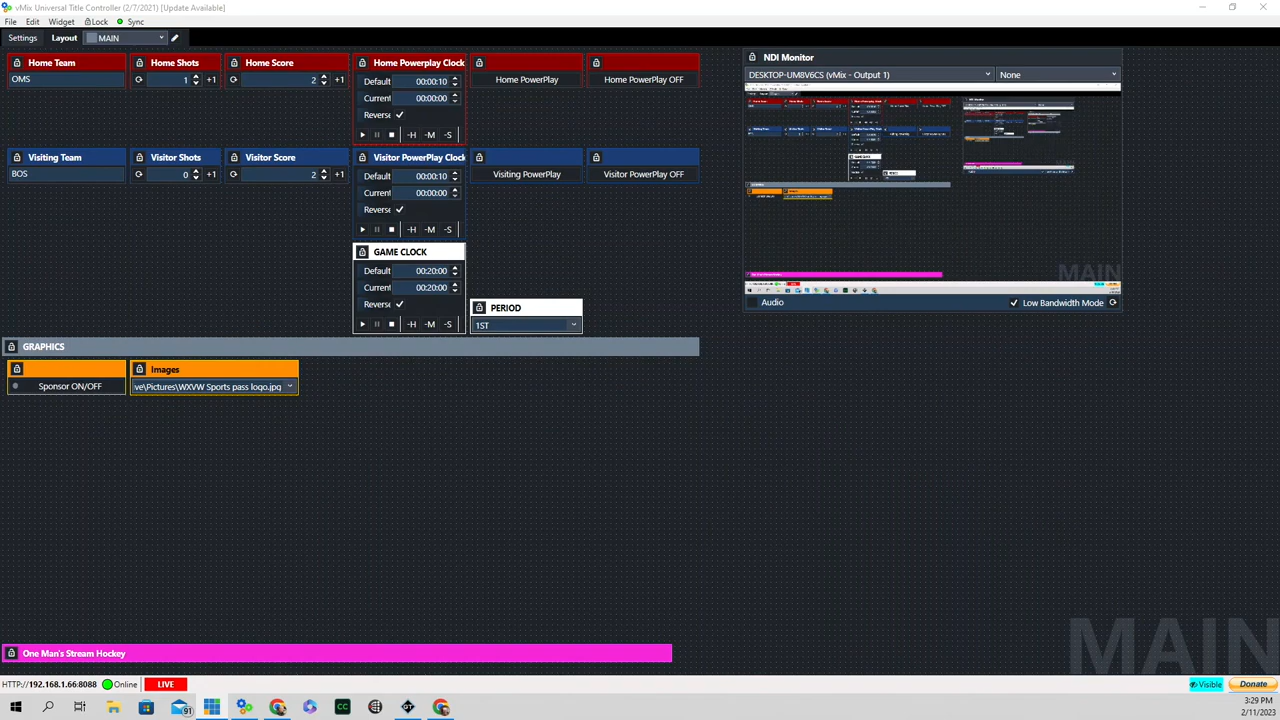 vMix Universal Title Controller (2/7/2021) [Update Available]
File Edit Widget Lock Sync
Settings Layout MAIN
Home Team Home Shots Home Score Home Powerplay Clock
OMS 1 +1 2 +1 Default 00:00:10 Home PowerPlay Home PowerPlay OFF
Current 00:00:00
Reverse
-H -M -S
Visiting Team Visitor Shots Visitor Score Visitor PowerPlay Clock
BOS 0 +1 2 +1 Default 00:00:10 Visiting PowerPlay Visitor PowerPlay OFF
Current 00:00:00
Reverse
-H -M -S
GAME CLOCK
Default 00:20:00
Current 00:20:00
Reverse
-H -M -S
PERIOD
1ST
NDI Monitor
DESKTOP-UM8V6CS (vMix - Output 1) None
MAIN
Audio Low Bandwidth Mode
GRAPHICS
Images
Sponsor ON/OFF ve\Pictures\WXVW Sports pass logo.jpg
One Man's Stream Hockey
MAIN
HTTP://192.168.1.66:8088 Online LIVE Visible Donate
91 CC GT 3:29 PM
2/11/2023